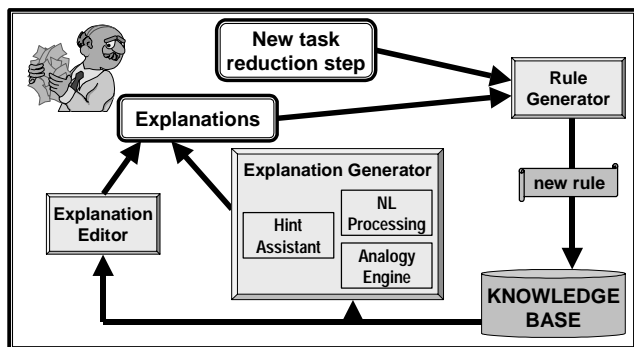 New task
reduction step
Rule
Generator
Explanations
Explanation Generator
new rule
NL
Processing
Explanation
Editor
Hint
Assistant
Analogy
Engine
KNOWLEDGE
BASE